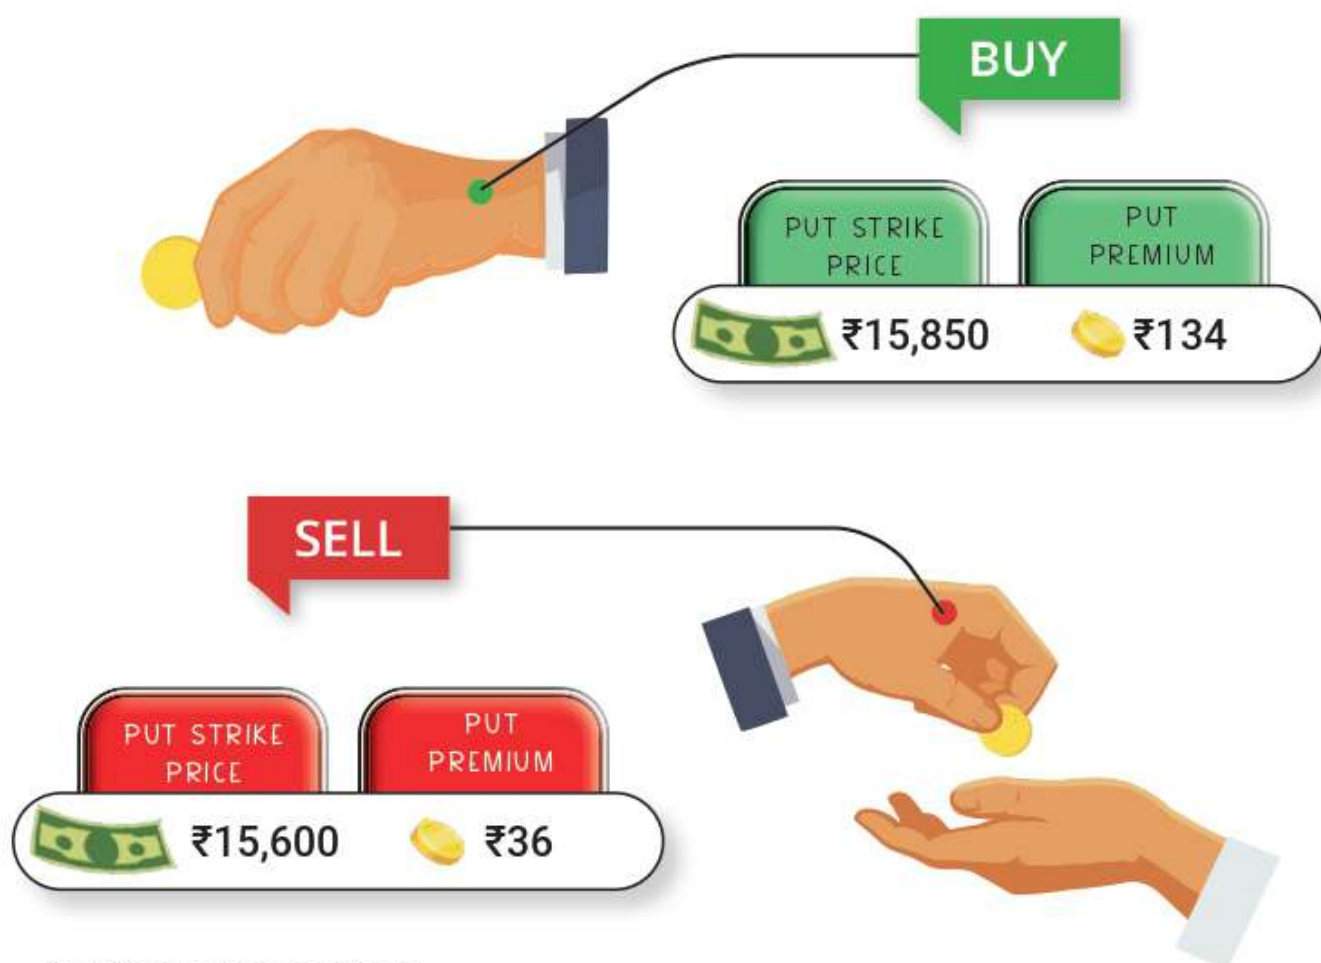 BUY
PUT STRIKE
PRICE
PUT
PREMIUM
₹15,850
₹134
SELL
PUT STRIKE
PRICE
PUT
PREMIUM
₹15,600
₹36